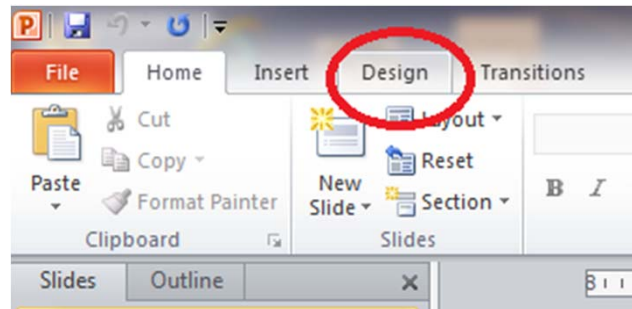 P
File Home Insert Design Transitions
Cut
Copy
Paste
Format Painter
New
Slide
Layout
Reset
Section
B I
Clipboard
Slides
Slides Outline
8